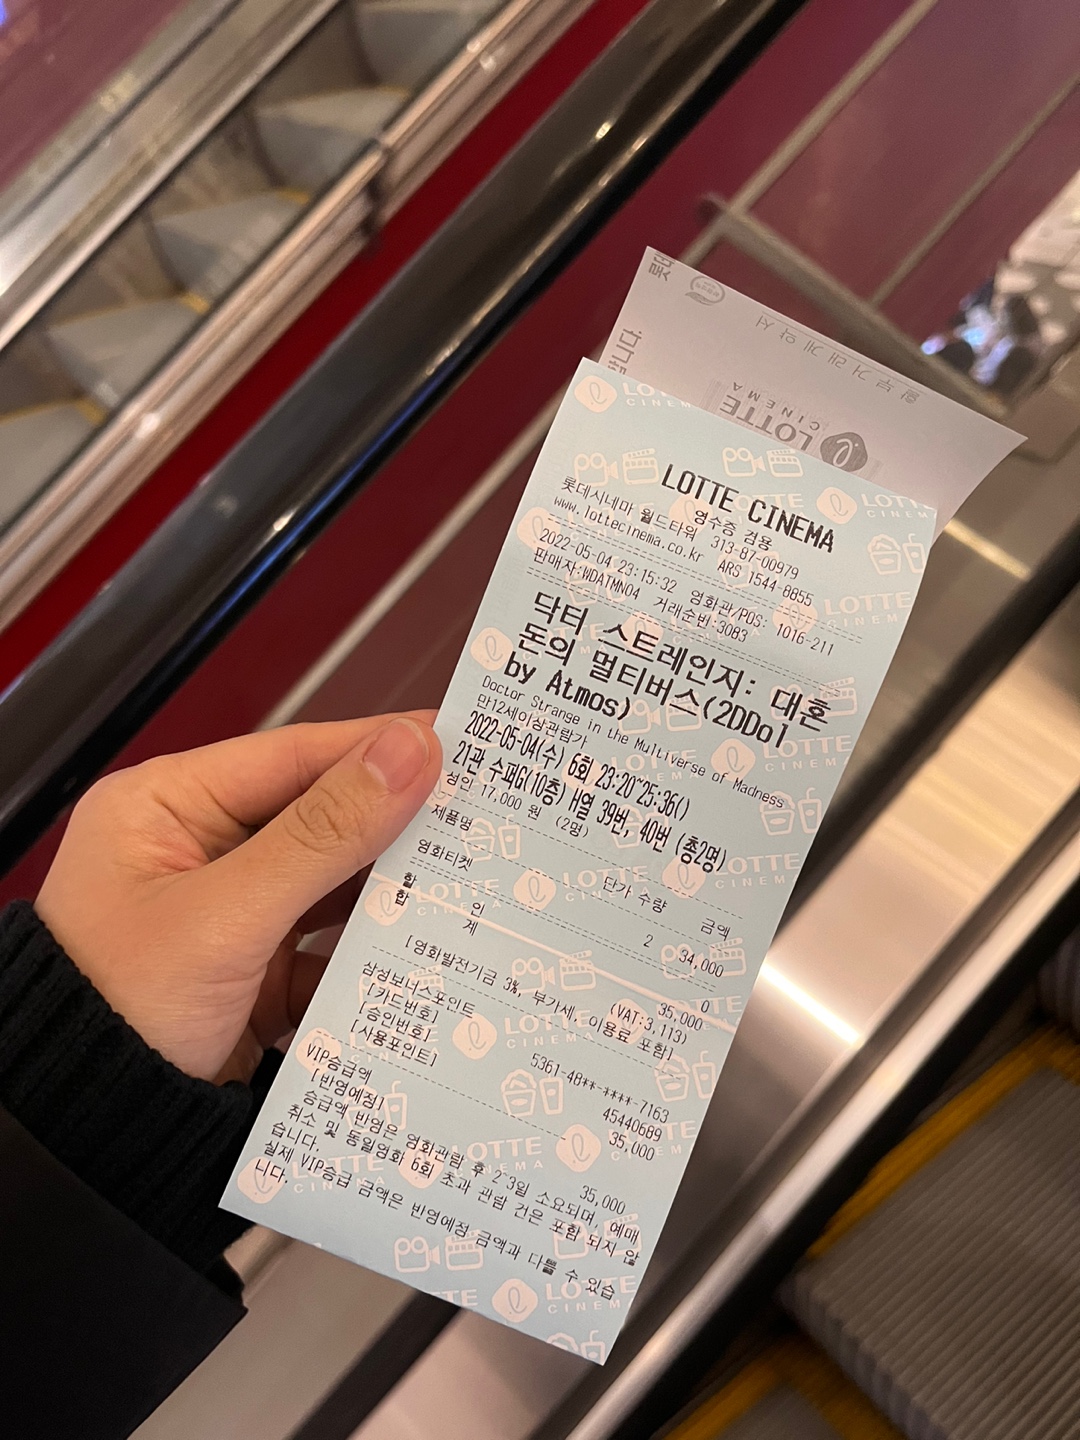 LOTTE CINEMA
영수증 겸용
롯데시네마 월드타워 313-87-00979
www.lottecinema.co.kr ARS 1544-8855
2022-05-04 23:15:32 영화관/POS: 1016-211
판매자:WDATMN04 거래순번:3083
닥터 스트레인지: 대혼
돈의 멀티버스(2DDol
by Atmos)
Doctor Strange in the Multiverse of Madness
만12세이상관람가
2022-05-04(수) 6회 23:20~25:36()
21관 수퍼G(10층) H열 39번, 40번 (총2명)
성인 17,000 원 (2명)
제품명 단가 수량 금액
영화티켓 2 34,000
할 인 0
합 계 35,000
(VAT:3,113)
[영화발전기금 3%, 부가세, 이용료 포함]
삼성보너스포인트
[카드번호] 5361-48**-****-7163
[승인번호] 45440689
[사용포인트] 35,000
VIP승급액
[반영예정] 35,000
승급액 반영은 영화관람 후 2~3일 소요되며, 예매
취소 및 동일영화 6회 초과 관람 건은 포함 되지 않
습니다.
실제 VIP승급 금액은 반영예정 금액과 다를 수 있습
니다.
LOTTE
CINEMA